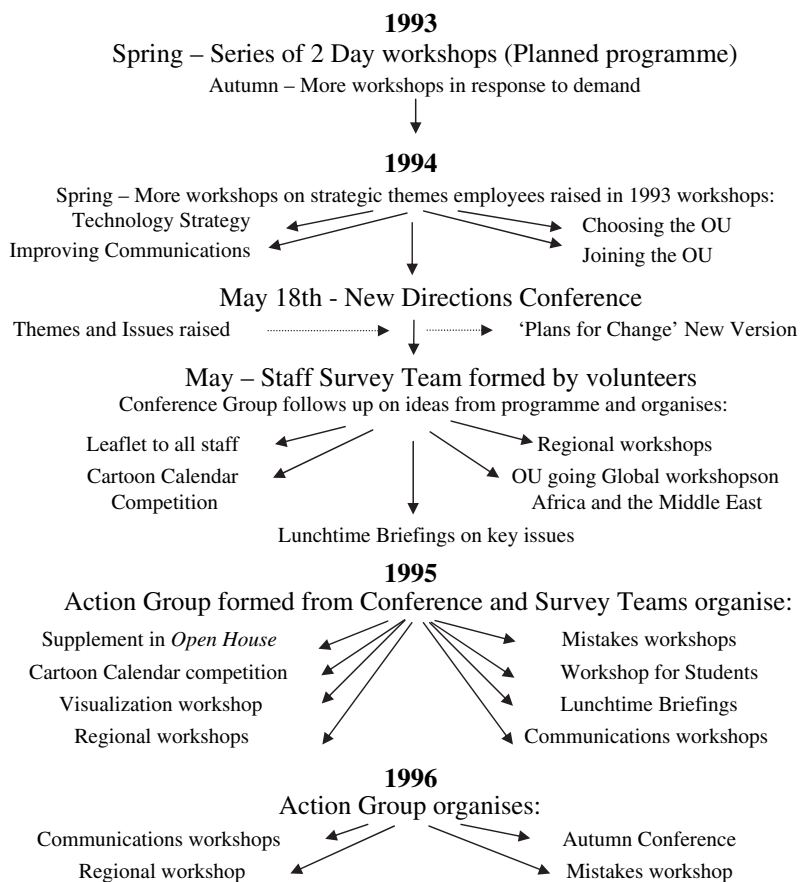 1993
Spring – Series of 2 Day workshops (Planned programme)
Autumn – More workshops in response to demand
1994
Spring – More workshops on strategic themes employees raised in 1993 workshops:
Technology Strategy
Choosing the OU
Improving Communications
Joining the OU
May 18th - New Directions Conference
Themes and Issues raised
‘Plans for Change’ New Version
May – Staff Survey Team formed by volunteers
Conference Group follows up on ideas from programme and organises:
Leaflet to all staff
Regional workshops
Cartoon Calendar
Competition
OU going Global workshopson
Africa and the Middle East
Lunchtime Briefings on key issues
1995
Action Group formed from Conference and Survey Teams organise:
Supplement in Open House
Mistakes workshops
Cartoon Calendar competition
Workshop for Students
Visualization workshop
Lunchtime Briefings
Regional workshops
Communications workshops
1996
Action Group organises:
Communications workshops
Autumn Conference
Regional workshop
Mistakes workshop